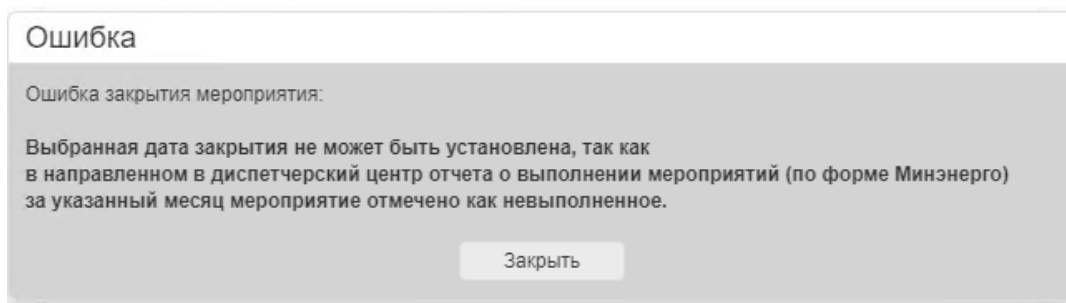 Ошибка
Ошибка закрытия мероприятия:
Выбранная дата закрытия не может быть установлена, так как
в направленном в диспетчерский центр отчета о выполнении мероприятий (по форме Минэнерго)
за указанный месяц мероприятие отмечено как невыполненное.
Закрыть